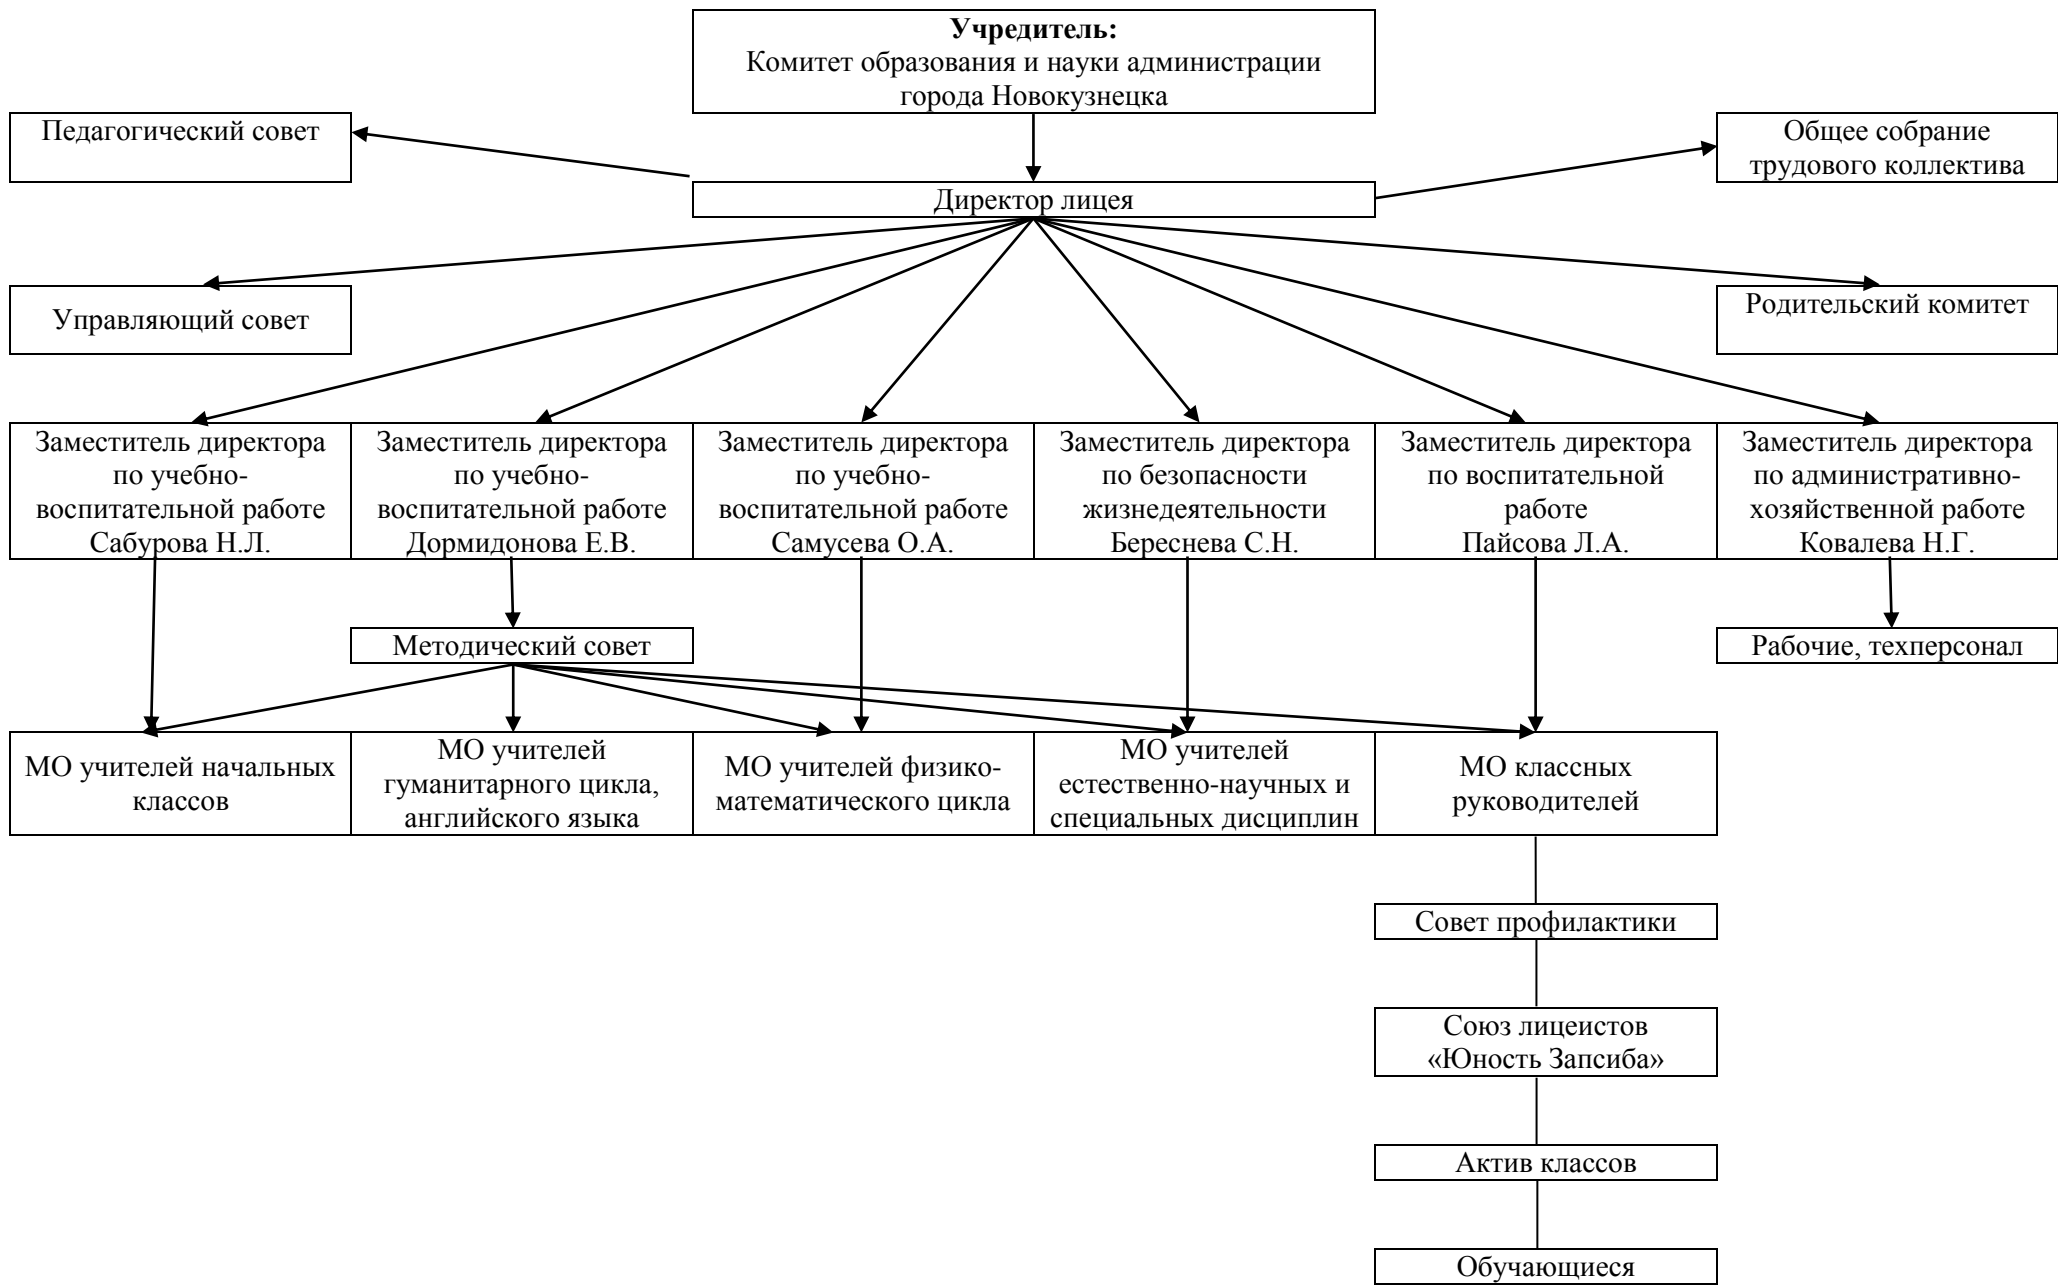 Учредитель:
Комитет образования и науки администрации
города Новокузнецка
Педагогический совет
Общее собрание
трудового коллектива
Директор лицея
Управляющий совет
Родительский комитет
Заместитель директора
по учебно-
воспитательной работе
Сабурова Н.Л.
Заместитель директора
по учебно-
воспитательной работе
Дормидонова Е.В.
Заместитель директора
по учебно-
воспитательной работе
Самусева О.А.
Заместитель директора
по безопасности
жизнедеятельности
Береснева С.Н.
Заместитель директора
по воспитательной
работе
Пайсова Л.А.
Заместитель директора
по административно-
хозяйственной работе
Ковалева Н.Г.
Методический совет
Рабочие, техперсонал
МО учителей начальных
классов
МО учителей
гуманитарного цикла,
английского языка
МО учителей физико-
математического цикла
МО учителей
естественно-научных и
специальных дисциплин
МО классных
руководителей
Совет профилактики
Союз лицеистов
«Юность Запсиба»
Актив классов
Обучающиеся